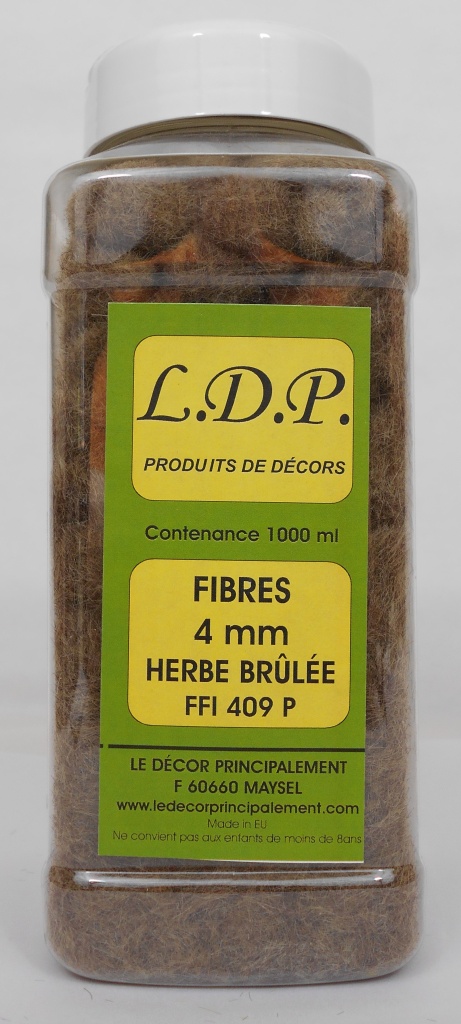 L.D.P.
PRODUITS DE DÉCORS
Contenance 1000 ml
FIBRES
4 mm
HERBE BRÛLÉE
FFI 409 P
LE DÉCOR PRINCIPALEMENT
F 60660 MAYSEL
www.ledecorprincipalement.com
Made in EU
Ne convient pas aux enfants de moins de 8ans